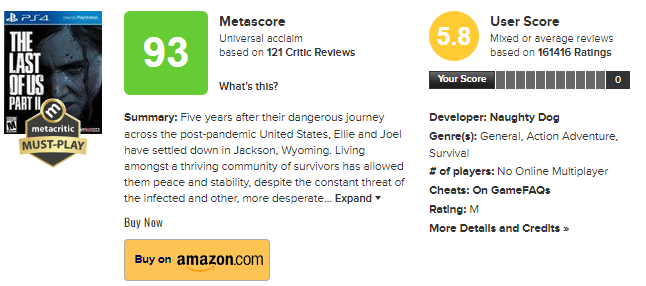 PS4 Only On PlayStation
THE
LAST
OF US
PART II
M
metacritic
MUST-PLAY
93
Metascore
Universal acclaim
based on 121 Critic Reviews
What's this?
Summary: Five years after their dangerous journey
across the post-pandemic United States, Ellie and Joel
have settled down in Jackson, Wyoming. Living
amongst a thriving community of survivors has allowed
them peace and stability, despite the constant threat of
the infected and other, more desperate... Expand
Buy Now
Buy on amazon.com
5.8
User Score
Mixed or average reviews
based on 161416 Ratings
Your Score 0
Developer: Naughty Dog
Genre(s): General, Action Adventure,
Survival
# of players: No Online Multiplayer
Cheats: On GameFAQs
Rating: M
More Details and Credits »